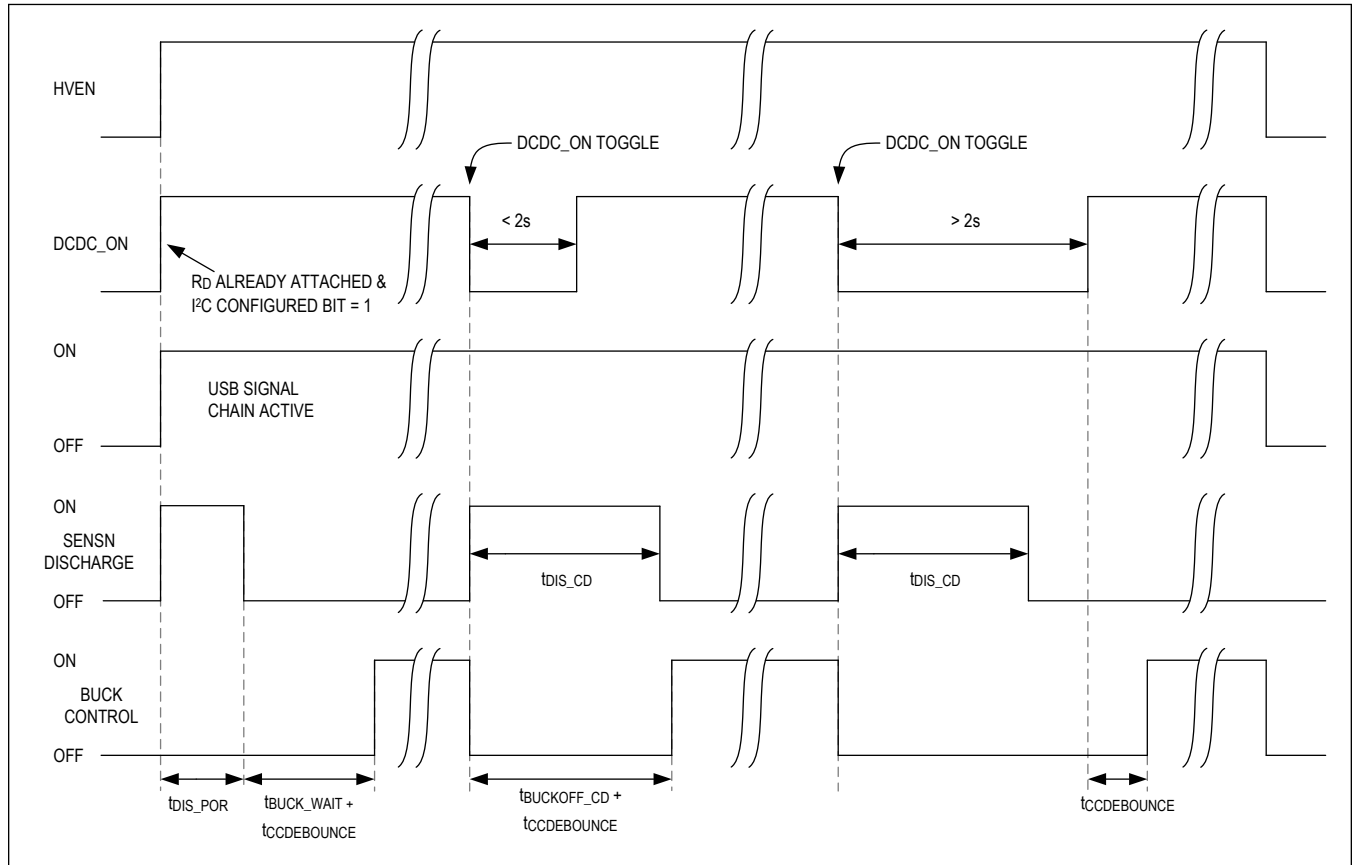 HVEN
DCDC_ON TOGGLE
DCDC_ON TOGGLE
< 2s
> 2s
DCDC_ON
RD ALREADY ATTACHED &
I²C CONFIGURED BIT = 1
ON
USB SIGNAL
CHAIN ACTIVE
OFF
ON
SENSN
DISCHARGE
tDIS_CD
tDIS_CD
OFF
ON
BUCK
CONTROL
OFF
tDIS_POR
tBUCK_WAIT +
tCCDEBOUNCE
tBUCKOFF_CD +
tCCDEBOUNCE
tCCDEBOUNCE